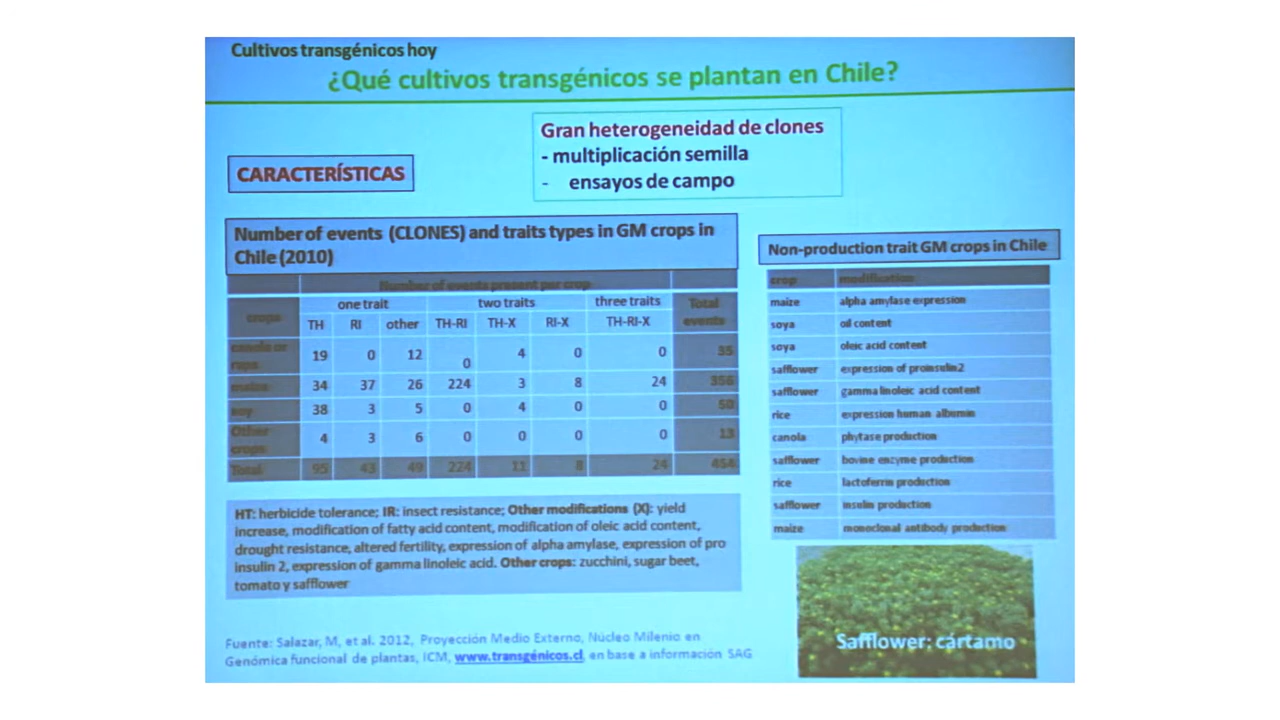 Cultivos transgénicos hoy
¿Qué cultivos transgénicos se plantan en Chile?
Gran heterogeneidad de clones
- multiplicación semilla
- ensayos de campo
CARACTERÍSTICAS
Number of events (CLONES) and traits types in GM crops in
Chile (2010)
Number of events present per crop
crops one trait two traits three traits Total
events
TH RI other TH-RI TH-X RI-X TH-RI-X
canola or
raps 19 0 12 0 4 0 0 35
maize 34 37 26 224 3 8 24 356
soy 38 3 5 0 4 0 0 50
Other
crops 4 3 6 0 0 0 0 13
Total 95 43 49 224 11 8 24 454
HT: herbicide tolerance; IR: insect resistance; Other modifications (X): yield
increase, modification of fatty acid content, modification of oleic acid content,
drought resistance, altered fertility, expression of alpha amylase, expression of pro
insulin 2, expression of gamma linoleic acid. Other crops: zucchini, sugar beet,
tomato y safflower
Non-production trait GM crops in Chile
crop modification
maize alpha amylase expression
soya oil content
soya oleic acid content
safflower expression of proinsulin2
safflower gamma linoleic acid content
rice expression human albumin
canola phytase production
safflower bovine enzyme production
rice lactoferrin production
safflower insulin production
maize monoclonal antibody production
Safflower: cártamo
Fuente: Salazar, M, et al. 2012, Proyección Medio Externo, Núcleo Milenio en
Genómica funcional de plantas, ICM, www.transgénicos.cl, en base a información SAG